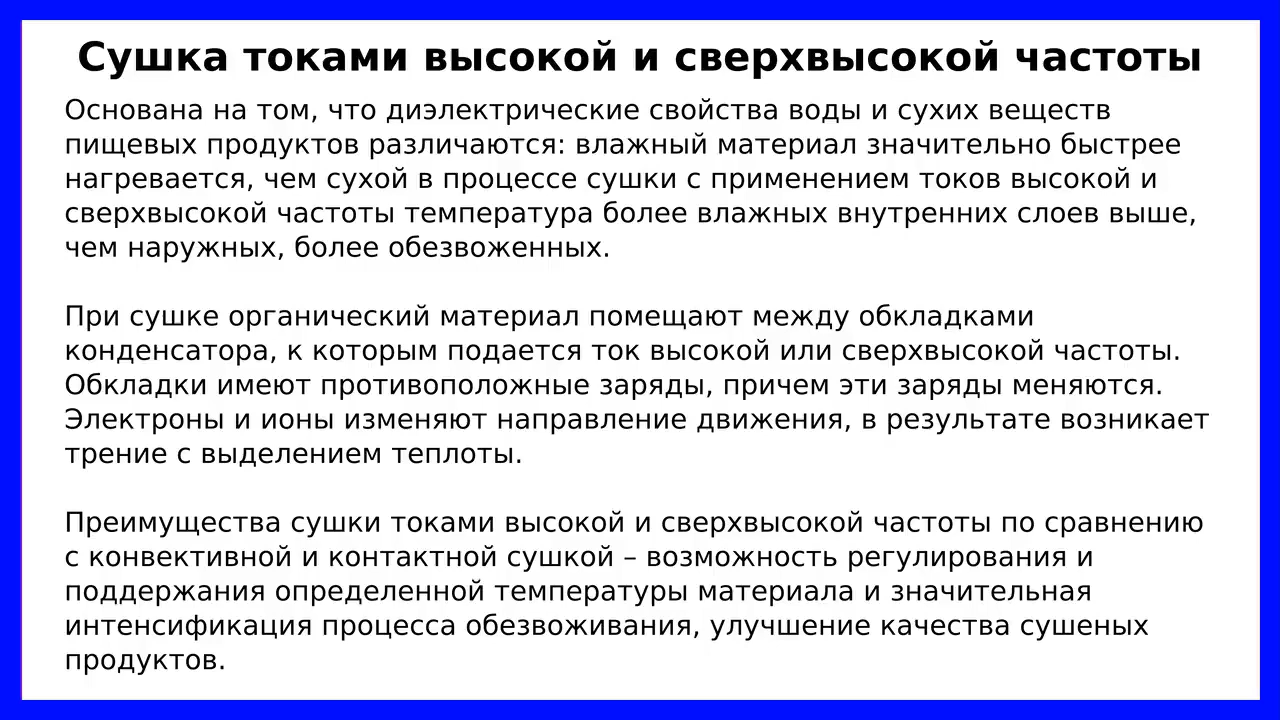 Сушка токами высокой и сверхвысокой частоты
Основана на том, что диэлектрические свойства воды и сухих веществ
пищевых продуктов различаются: влажный материал значительно быстрее
нагревается, чем сухой в процессе сушки с применением токов высокой и
сверхвысокой частоты температура более влажных внутренних слоев выше,
чем наружных, более обезвоженных.
При сушке органический материал помещают между обкладками
конденсатора, к которым подается ток высокой или сверхвысокой частоты.
Обкладки имеют противоположные заряды, причем эти заряды меняются.
Электроны и ионы изменяют направление движения, в результате возникает
трение с выделением теплоты.
Преимущества сушки токами высокой и сверхвысокой частоты по сравнению
с конвективной и контактной сушкой – возможность регулирования и
поддержания определенной температуры материала и значительная
интенсификация процесса обезвоживания, улучшение качества сушеных
продуктов.